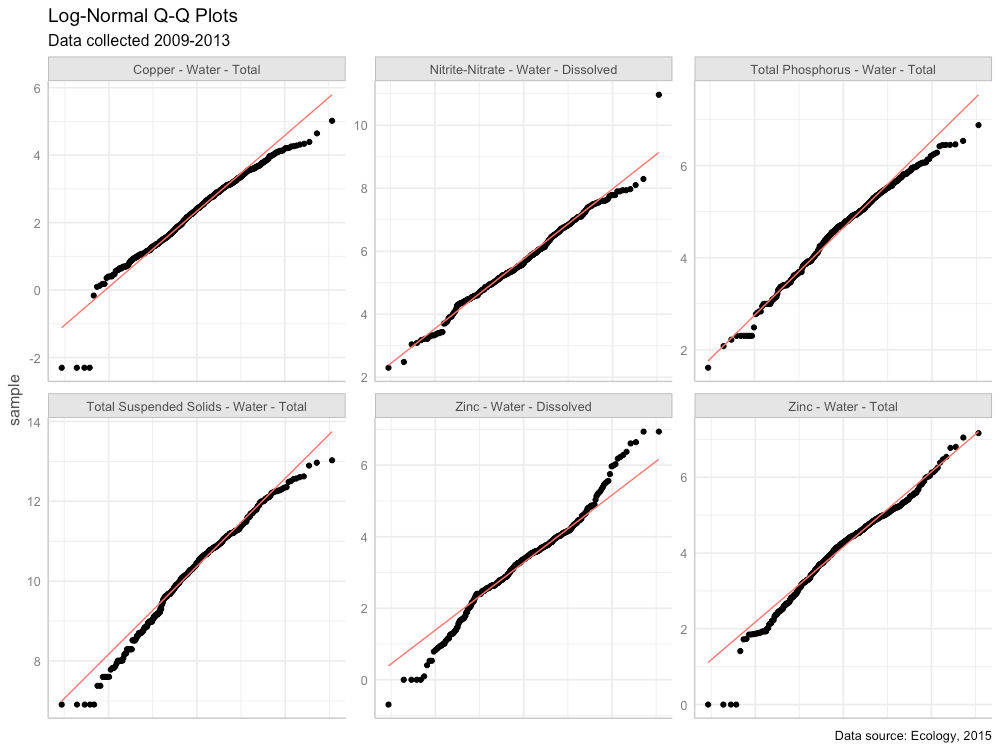 Log-Normal Q-Q Plots
Data collected 2009-2013
Copper - Water - Total
Nitrite-Nitrate - Water - Dissolved
Total Phosphorus - Water - Total
6
4
2
0
-2
10
8
6
4
2
6
4
2
sample
Total Suspended Solids - Water - Total
Zinc - Water - Dissolved
Zinc - Water - Total
14
12
10
8
6
4
2
0
6
4
2
0
Data source: Ecology, 2015